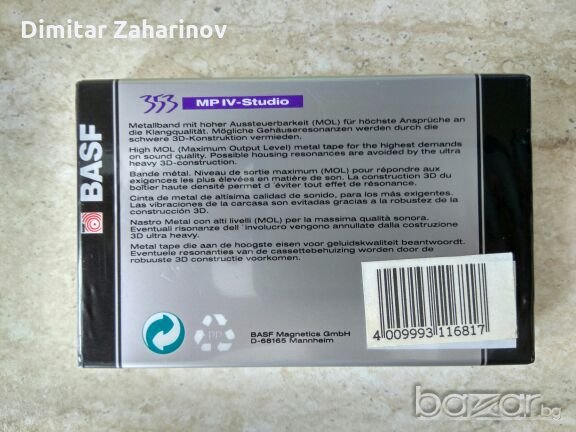 Dimitar Zaharinov
353 MP IV-Studio
BASF
Metallband mit hoher Aussteuerbarkeit (MOL) für höchste Ansprüche an
die Klangqualität. Mögliche Gehäuseresonanzen werden durch die
schwere 3D-Konstruktion vermieden.
High MOL (Maximum Output Level) metal tape for the highest demands
on sound quality. Possible housing resonances are avoided by the ultra
heavy 3D-construction.
Bande métal. Niveau de sortie maximum (MOL) pour répondre aux
exigences les plus élevées en matière de son. La construction 3D du
boîtier haute densité permet d´éviter tout effet de résonance.
Cinta de metal de altísima calidad de sonido, para los más exigentes.
Las vibraciones de la carcasa son evitadas gracias a la robustez de la
construcción 3D.
Nastro Metal con alti livelli (MOL) per la massima qualità sonora.
Eventuali risonanze dell´involucro vengono annullate dalla costruzione
3D ultra heavy.
Metal tape die aan de hoogste eisen voor geluidskwaliteit beantwoordt.
Eventuele resonanties van de cassettebehuizing worden door de
robuuste 3D constructie voorkomen.
PP
BASF Magnetics GmbH
D-68165 Mannheim
4 009993 116817
bazar.bg